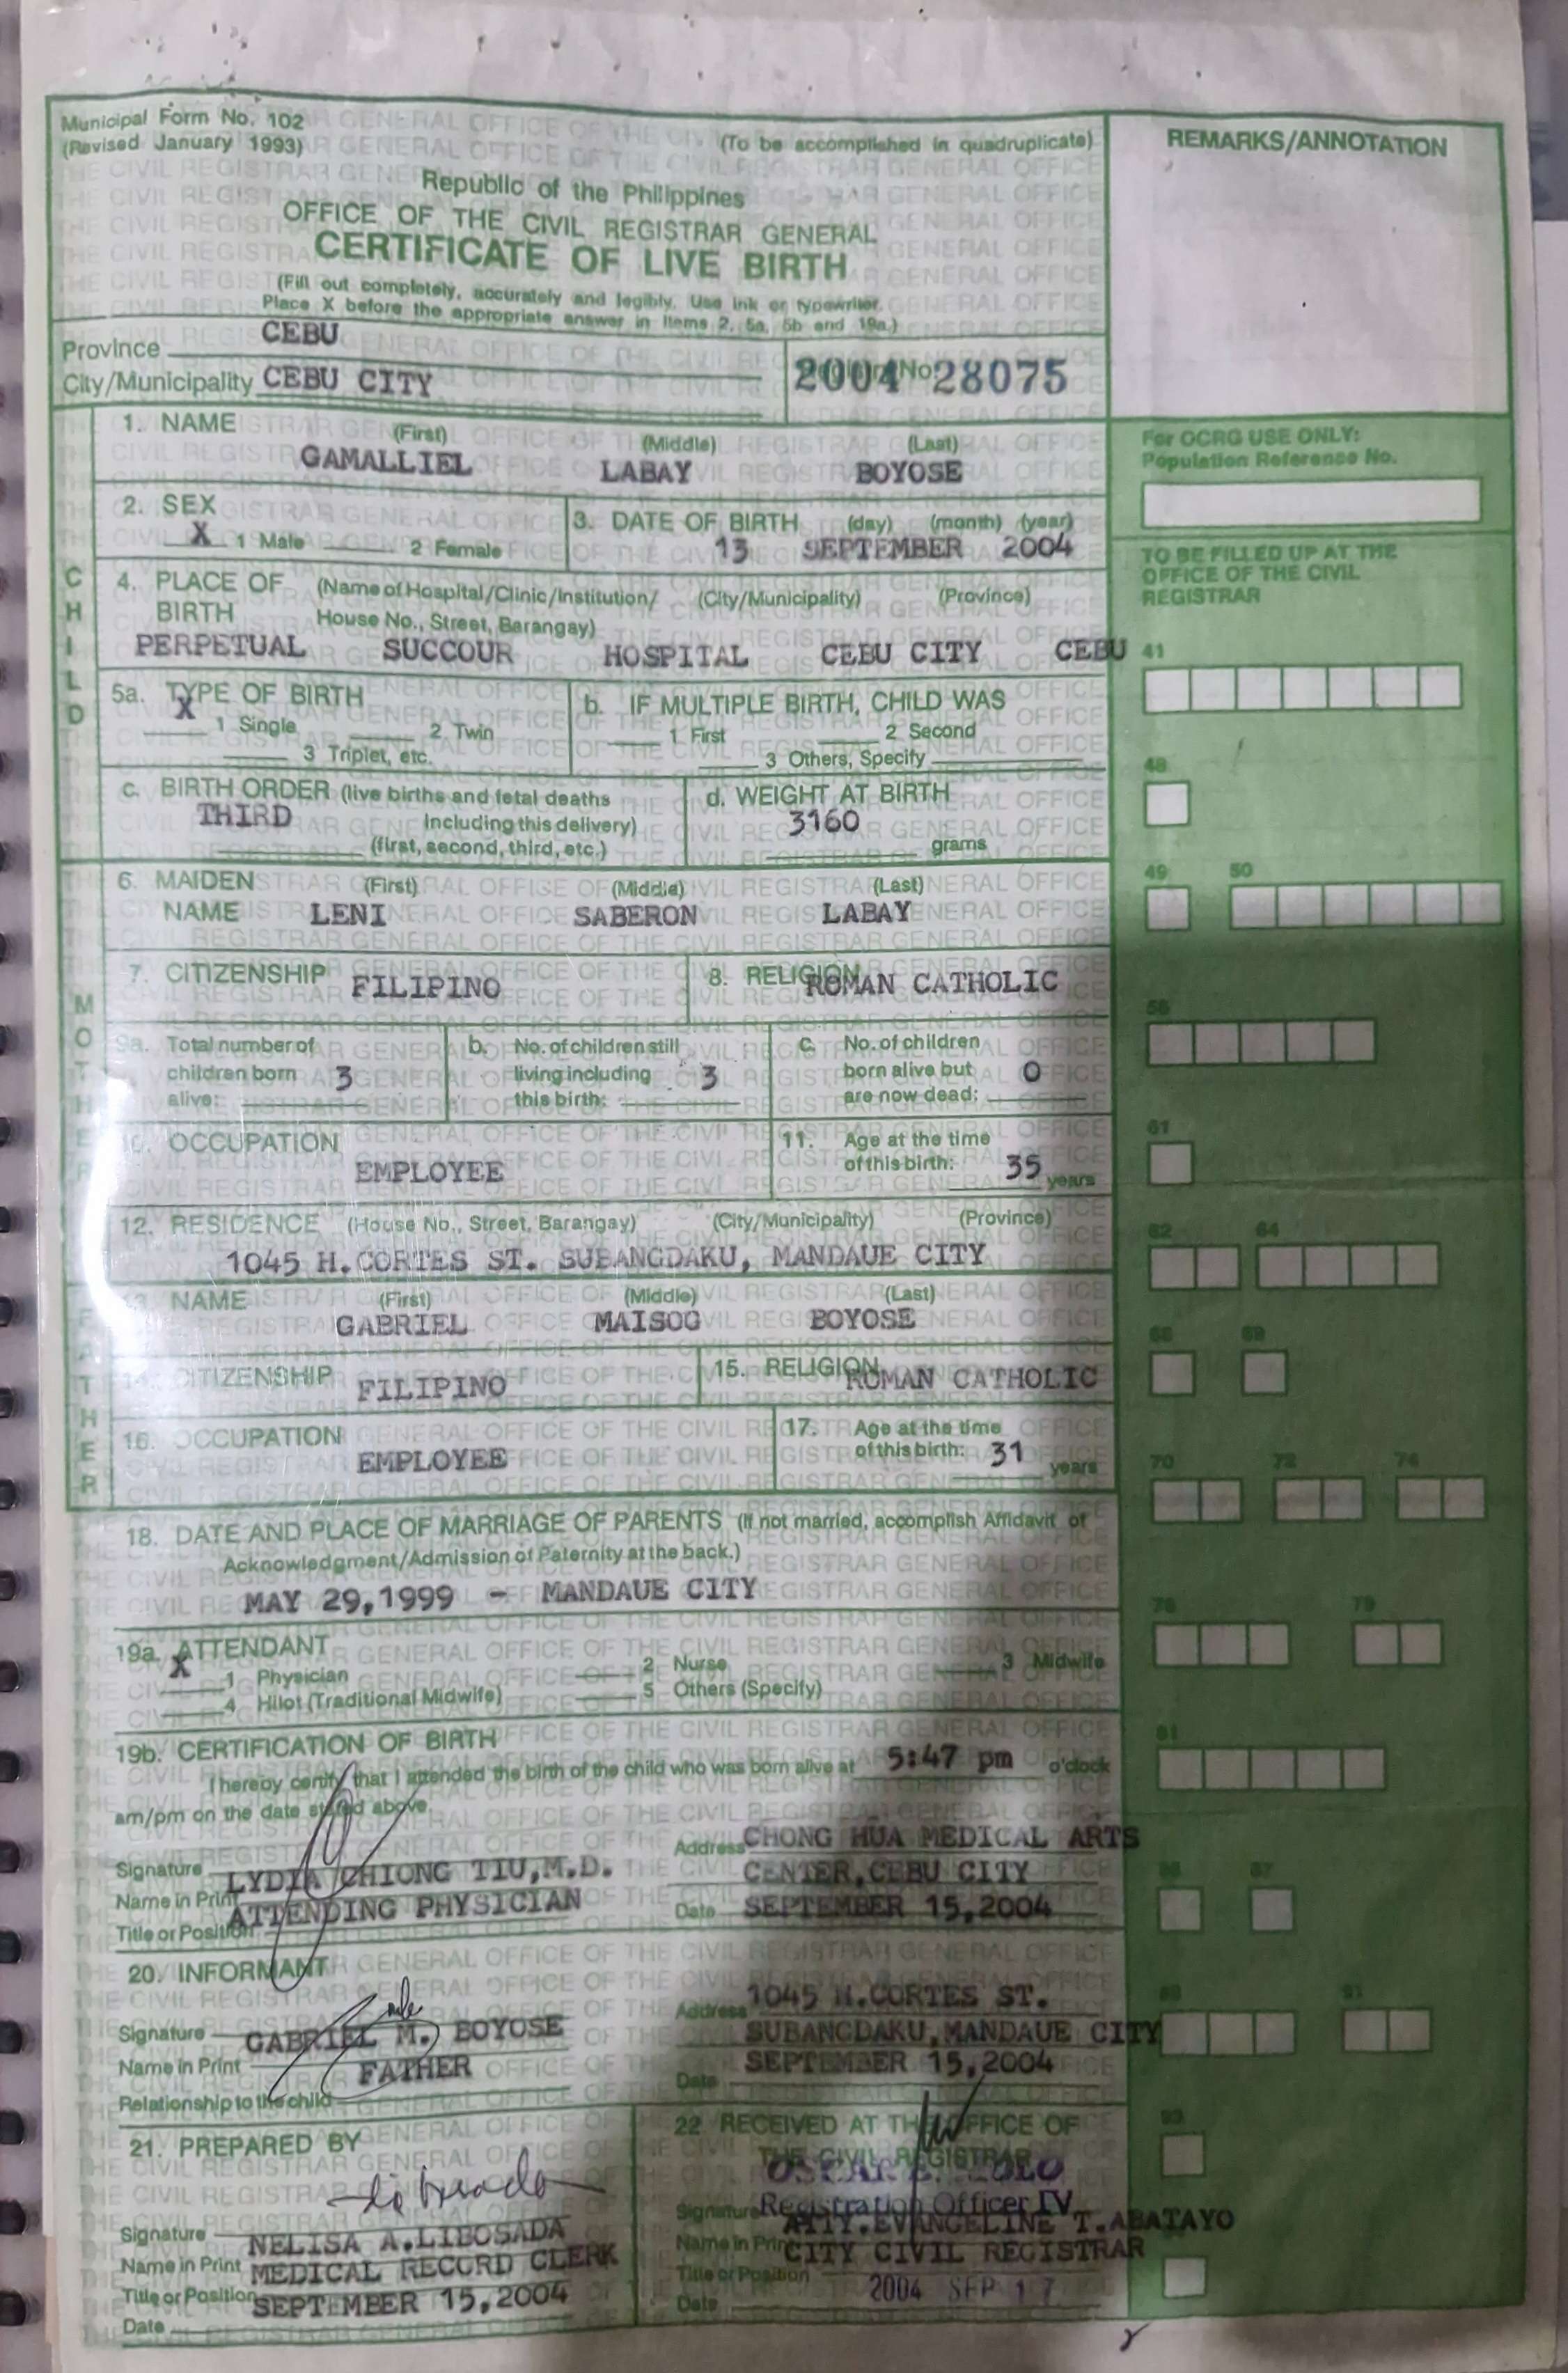 Municipal Form No. 102
(Revised January 1993)
(To be accomplished in quadruplicate)
REMARKS/ANNOTATION
Republic of the Philippines
OFFICE OF THE CIVIL REGISTRAR GENERAL
CERTIFICATE OF LIVE BIRTH
(Fill out completely, accurately and legibly. Use ink or typewriter.
Place X before the appropriate answer in items 2, 5a, 5b and 19a.)
Province CEBU
City/Municipality CEBU CITY
2004 28075
1. NAME (First) (Middle) (Last)
GAMALLIEL LABAY BOYOSE
For OCRG USE ONLY:
Population Reference No.
2. SEX
X 1 Male 2 Female
3. DATE OF BIRTH (day) (month) (year)
13 SEPTEMBER 2004
TO BE FILLED UP AT THE
OFFICE OF THE CIVIL
REGISTRAR
CHILD
4. PLACE OF BIRTH (Name of Hospital/Clinic/Institution/ (City/Municipality) (Province)
House No., Street, Barangay)
PERPETUAL SUCCOUR HOSPITAL CEBU CITY CEBU
41
5a. TYPE OF BIRTH
X 1 Single 2 Twin
3 Triplet, etc.
b. IF MULTIPLE BIRTH, CHILD WAS
1 First 2 Second
3 Others, Specify
48
c. BIRTH ORDER (live births and fetal deaths
THIRD including this delivery)
(first, second, third, etc.)
d. WEIGHT AT BIRTH
3160
grams
49 50
MOTHER
6. MAIDEN (First) (Middle) (Last)
NAME LENI SABERON LABAY
7. CITIZENSHIP FILIPINO
8. RELIGION ROMAN CATHOLIC
56
9a. Total number of
children born 3
alive:
b. No. of children still
living including 3
this birth:
c. No. of children
born alive but 0
are now dead:
61
10. OCCUPATION
EMPLOYEE
11. Age at the time
of this birth: 35 years
12. RESIDENCE (House No., Street, Barangay) (City/Municipality) (Province)
1045 H.CORTES ST. SUBANGDAKU, MANDAUE CITY
62 64
FATHER
13. NAME (First) (Middle) (Last)
GABRIEL MAISOG BOYOSE
68 69
14. CITIZENSHIP FILIPINO
15. RELIGION ROMAN CATHOLIC
16. OCCUPATION
EMPLOYEE
17. Age at the time
of this birth: 31 years
70 72 74
18. DATE AND PLACE OF MARRIAGE OF PARENTS (If not married, accomplish Affidavit of
Acknowledgment/Admission of Paternity at the back.)
MAY 29,1999 - MANDAUE CITY
76 79
19a. ATTENDANT
X 1 Physician 2 Nurse 3 Midwife
4 Hilot (Traditional Midwife) 5 Others (Specify)
19b. CERTIFICATION OF BIRTH
I hereby certify that I attended the birth of the child who was born alive at 5:47 pm o'clock
am/pm on the date stated above.
81
Signature LYDIA CHIONG TIU,M.D.
Name in Print
ATTENDING PHYSICIAN
Title or Position
Address CHONG HUA MEDICAL ARTS
CENTER,CEBU CITY
Date SEPTEMBER 15,2004
86 87
20. INFORMANT
Signature GABRIEL M. BOYOSE
Name in Print FATHER
Relationship to the child
Address 1045 H.CORTES ST.
SUBANGDAKU,MANDAUE CITY
SEPTEMBER 15,2004
Date
88 91
93
21. PREPARED BY
Signature NELISA A.LIBOSADA
Name in Print MEDICAL RECORD CLERK
Title or Position SEPTEMBER 15,2004
Date
22 RECEIVED AT THE OFFICE OF
THE CIVIL REGISTRAR
Signature Registration Officer IV
ATTY.EVANGELINE T.ABATAYO
Name in Print CITY CIVIL REGISTRAR
Title or Position
2004 SEP 17
Date